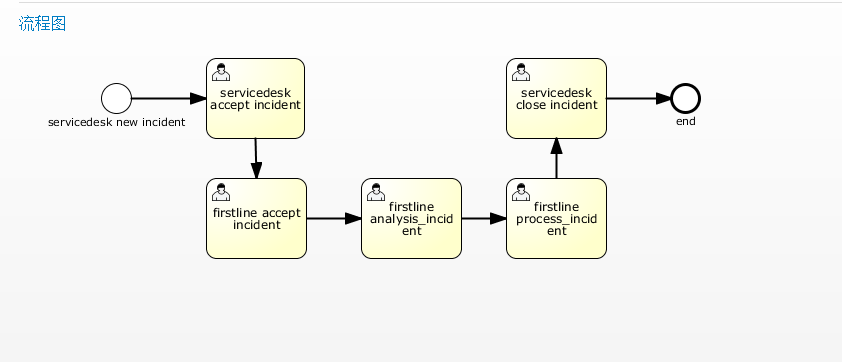 流程图
servicedesk new incident
servicedesk
accept incident
firstline accept
incident
firstline
analysis_incid
ent
firstline
process_incid
ent
servicedesk
close incident
end